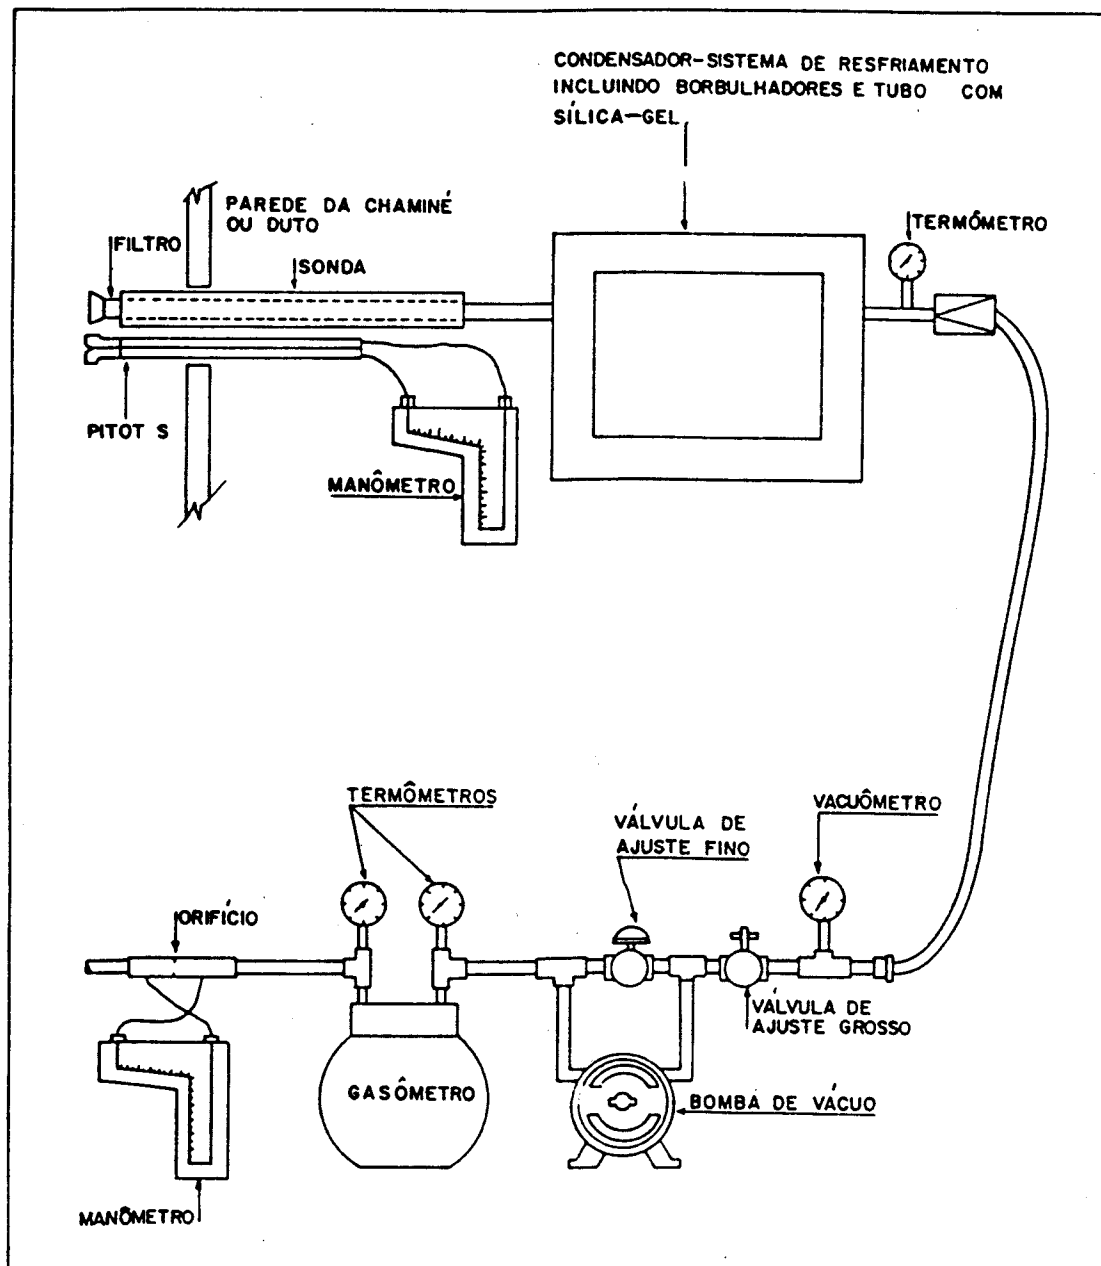 CONDENSADOR-SISTEMA DE RESFRIAMENTO
INCLUINDO BORBULHADORES E TUBO COM
SÍLICA-GEL
PAREDE DA CHAMINÉ
OU DUTO
TERMÔMETRO
FILTRO
SONDA
PITOT S
MANÔMETRO
TERMÔMETROS
VACUÔMETRO
VÁLVULA DE
AJUSTE FINO
ORIFÍCIO
VÁLVULA DE
AJUSTE GROSSO
GASÔMETRO
BOMBA DE VÁCUO
MANÔMETRO